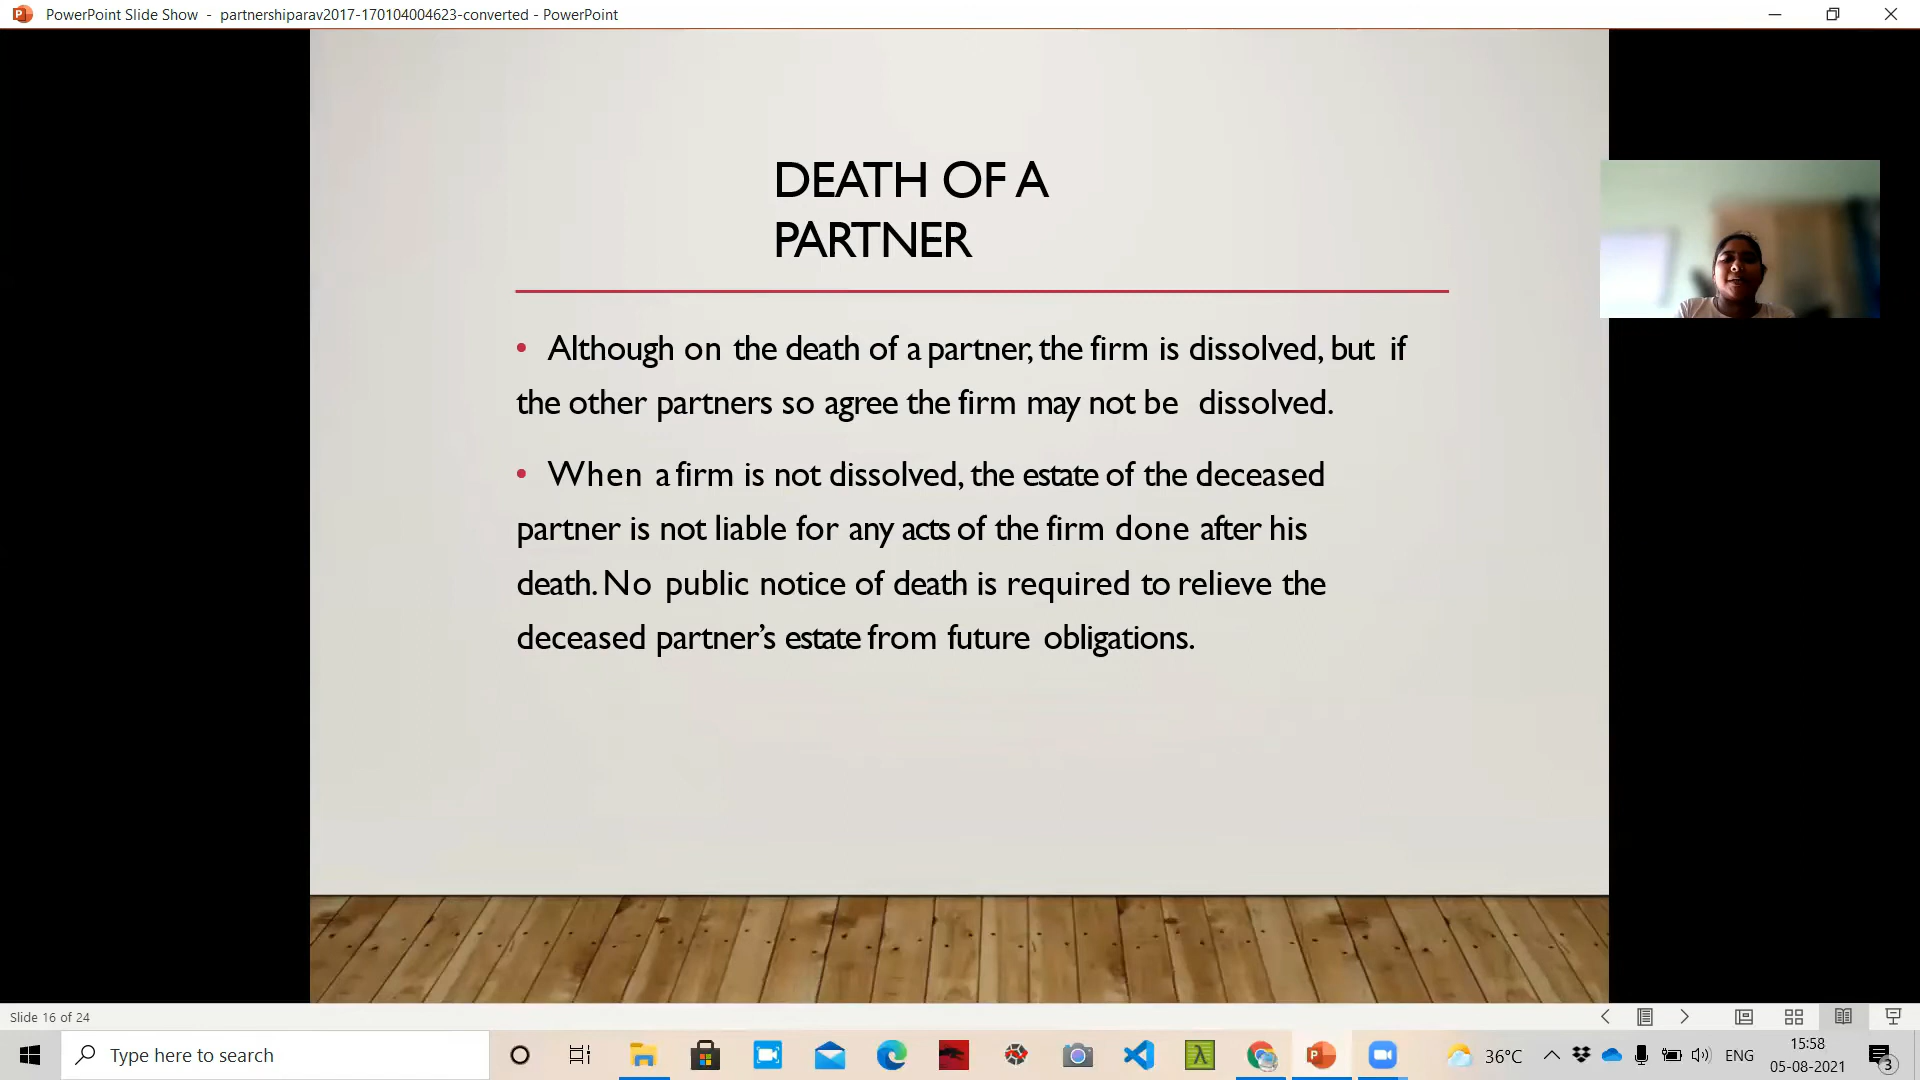 PowerPoint Slide Show - partnershiparav2017-170104004623-converted - PowerPoint
DEATH OF A
PARTNER
• Although on the death of a partner, the firm is dissolved, but if
the other partners so agree the firm may not be dissolved.
• When a firm is not dissolved, the estate of the deceased
partner is not liable for any acts of the firm done after his
death. No public notice of death is required to relieve the
deceased partner’s estate from future obligations.
Slide 16 of 24
Type here to search
36°C
ENG
15:58
05-08-2021
3